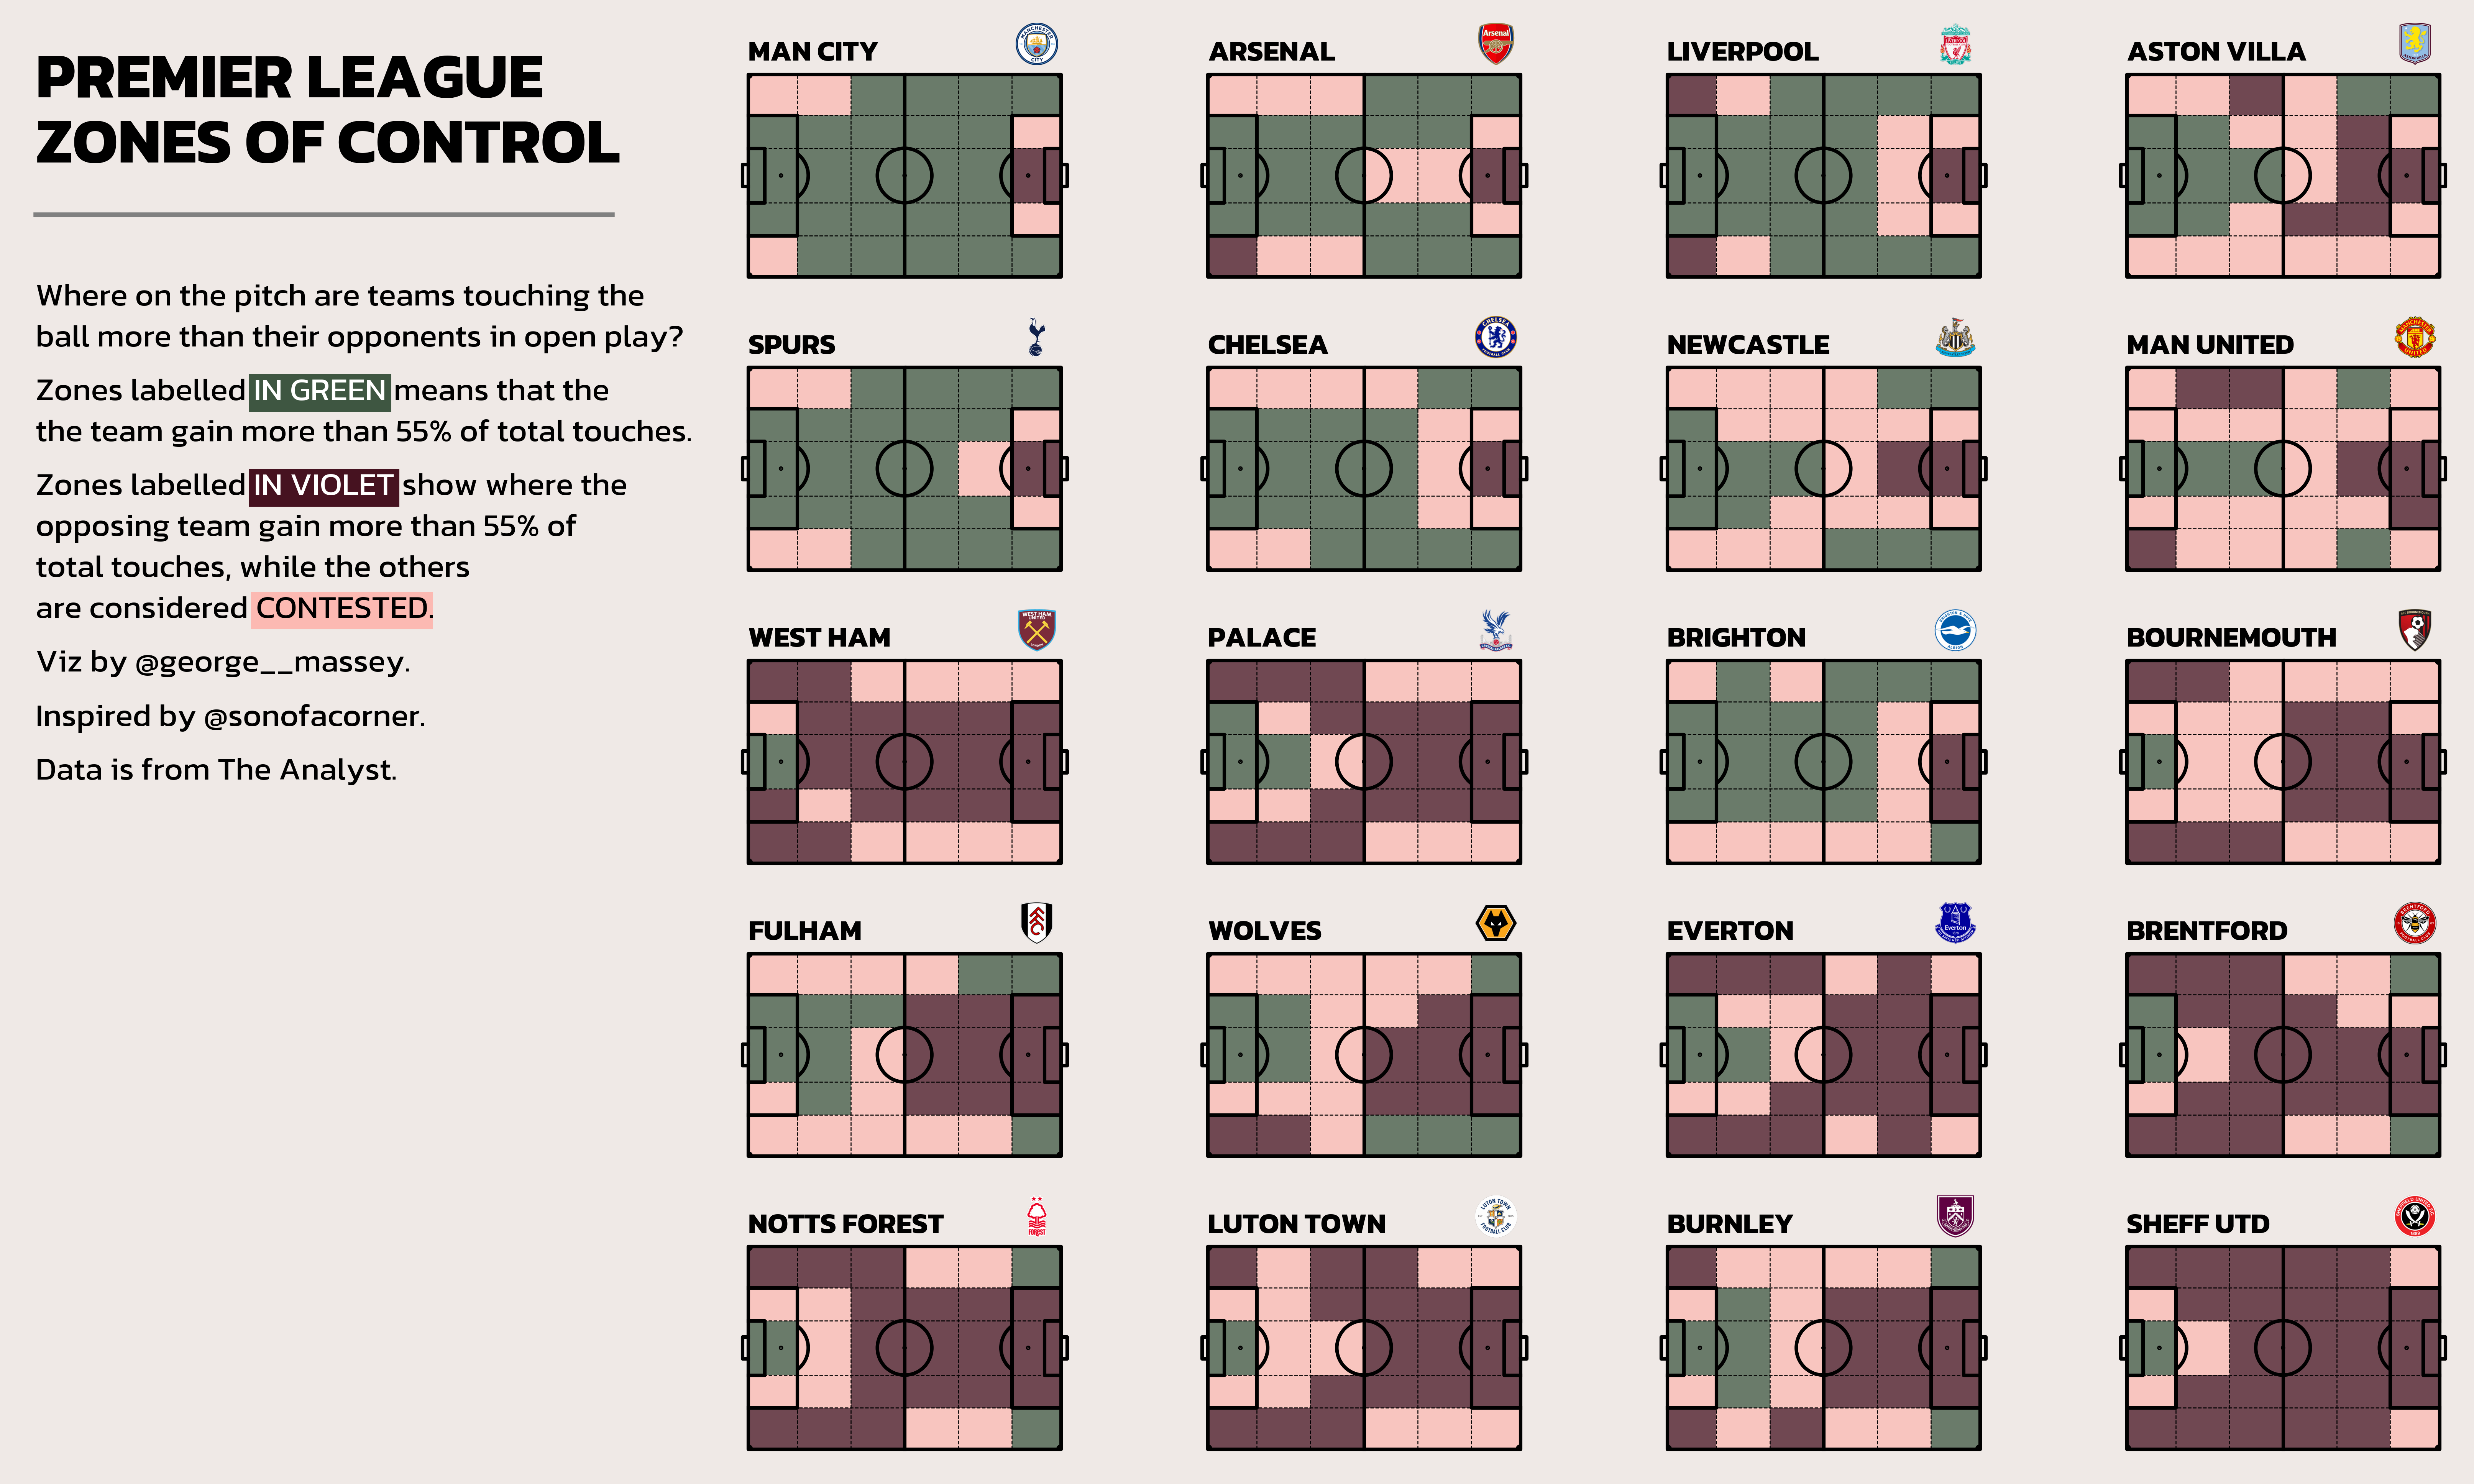 PREMIER LEAGUE
ZONES OF CONTROL
Where on the pitch are teams touching the
ball more than their opponents in open play?
Zones labelled IN GREEN means that the
the team gain more than 55% of total touches.
Zones labelled IN VIOLET show where the
opposing team gain more than 55% of
total touches, while the others
are considered CONTESTED.
Viz by @george__massey.
Inspired by @sonofacorner.
Data is from The Analyst.
MAN CITY
ARSENAL
LIVERPOOL
ASTON VILLA
SPURS
CHELSEA
NEWCASTLE
MAN UNITED
WEST HAM
PALACE
BRIGHTON
BOURNEMOUTH
FULHAM
WOLVES
EVERTON
BRENTFORD
NOTTS FOREST
LUTON TOWN
BURNLEY
SHEFF UTD